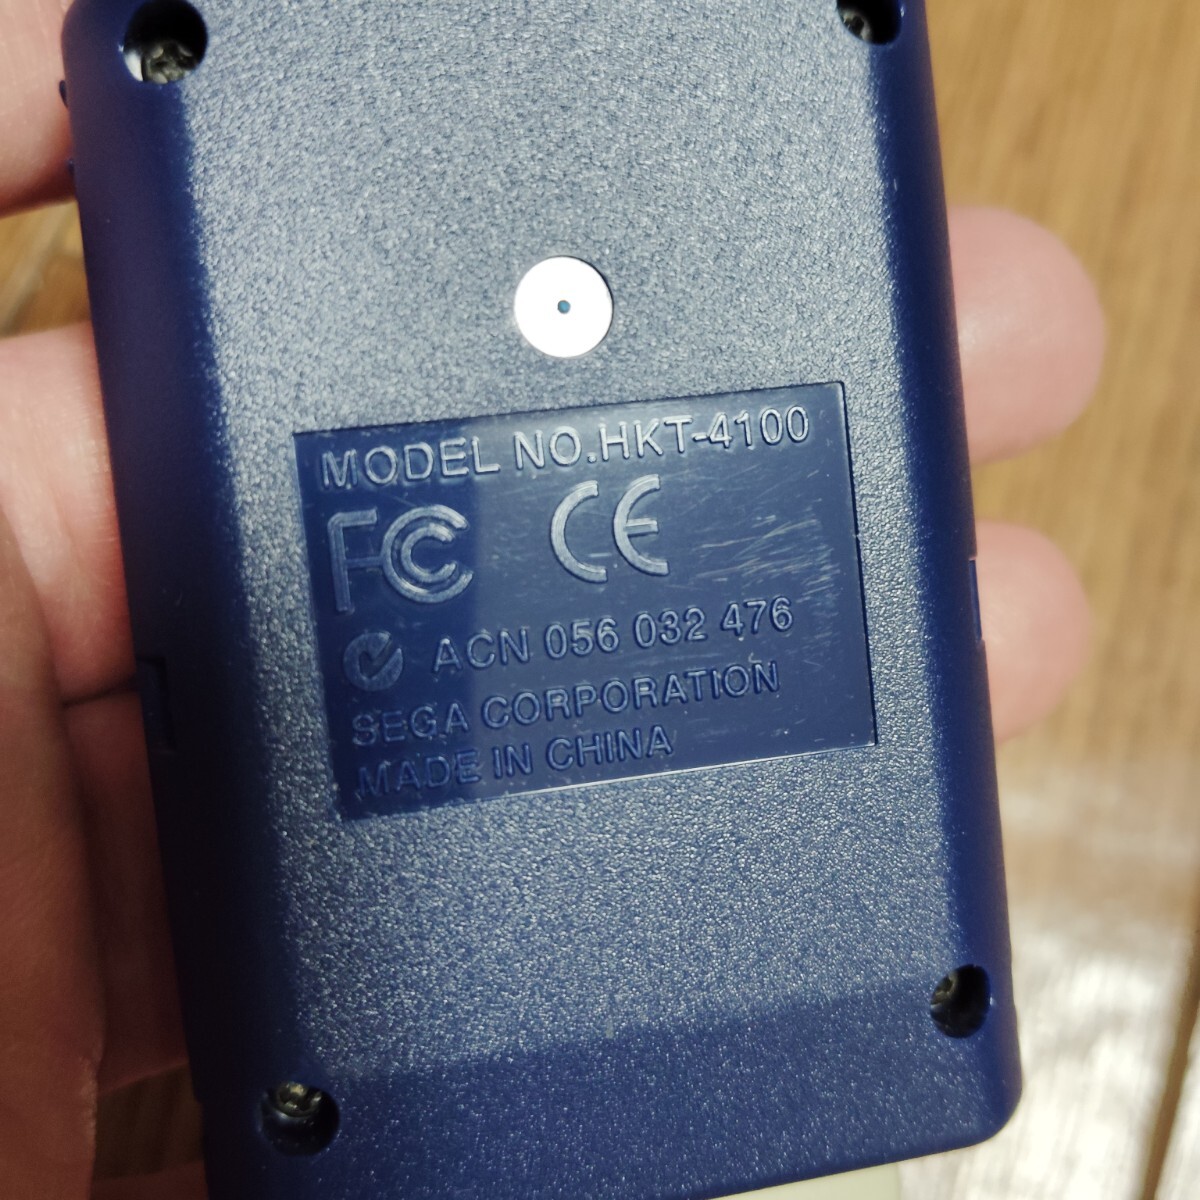 MODEL NO.HKT-4100
FC CE
ACN 056 032 476
SEGA CORPORATION
MADE IN CHINA